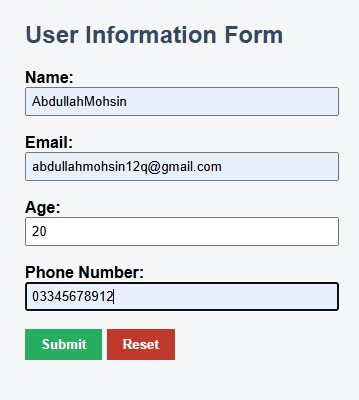 User Information Form
Name:
AbdullahMohsin
Email:
abdullahmohsin12q@gmail.com
Age:
20
Phone Number:
03345678912
Submit Reset